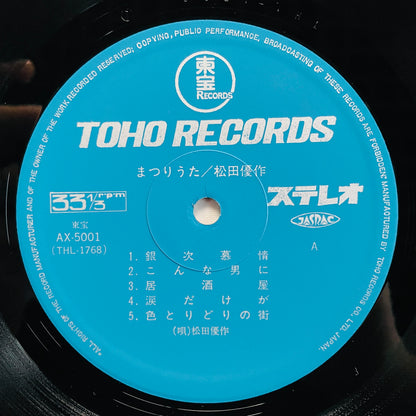 *ALL RIGHTS OF THE RECORD MANUFACTURER AND OF THE OWNER OF THE WORK RECORDED RESERVED; COPYING, PUBLIC PERFORMANCE, BROADCASTING OF THESE RECORDS ARE FORBIDDEN: MANUFACTURED BY TOHO RECORDS CO., LTD. JAPAN*
東宝
RECORDS
TOHO RECORDS
まつりうた／松田優作
33 1/3 rpm
ステレオ
東宝
AX-5001
(THL-1768)
JASRAC
A
1. 銀次慕情
2. こんな男に
3. 居酒屋
4. 涙だけが
5. 色とりどりの街
(唄)松田優作